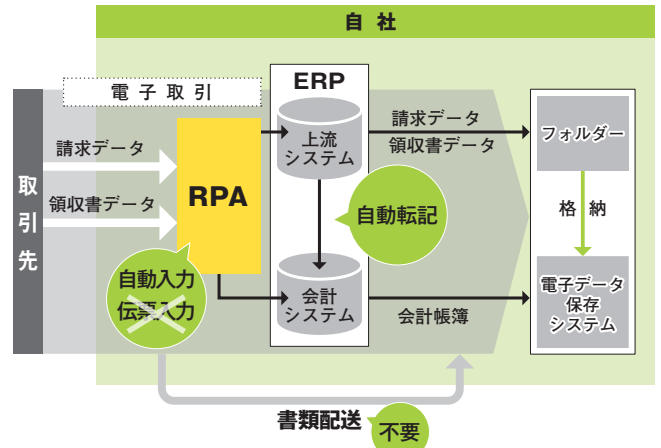 自社
電子取引
ERP
請求データ
領収書データ
取引先
RPA
上流
システム
請求データ
領収書データ
フォルダー
自動転記
格納
自動入力
伝票入力
会計
システム
会計帳簿
電子データ
保存
システム
書類配送
不要